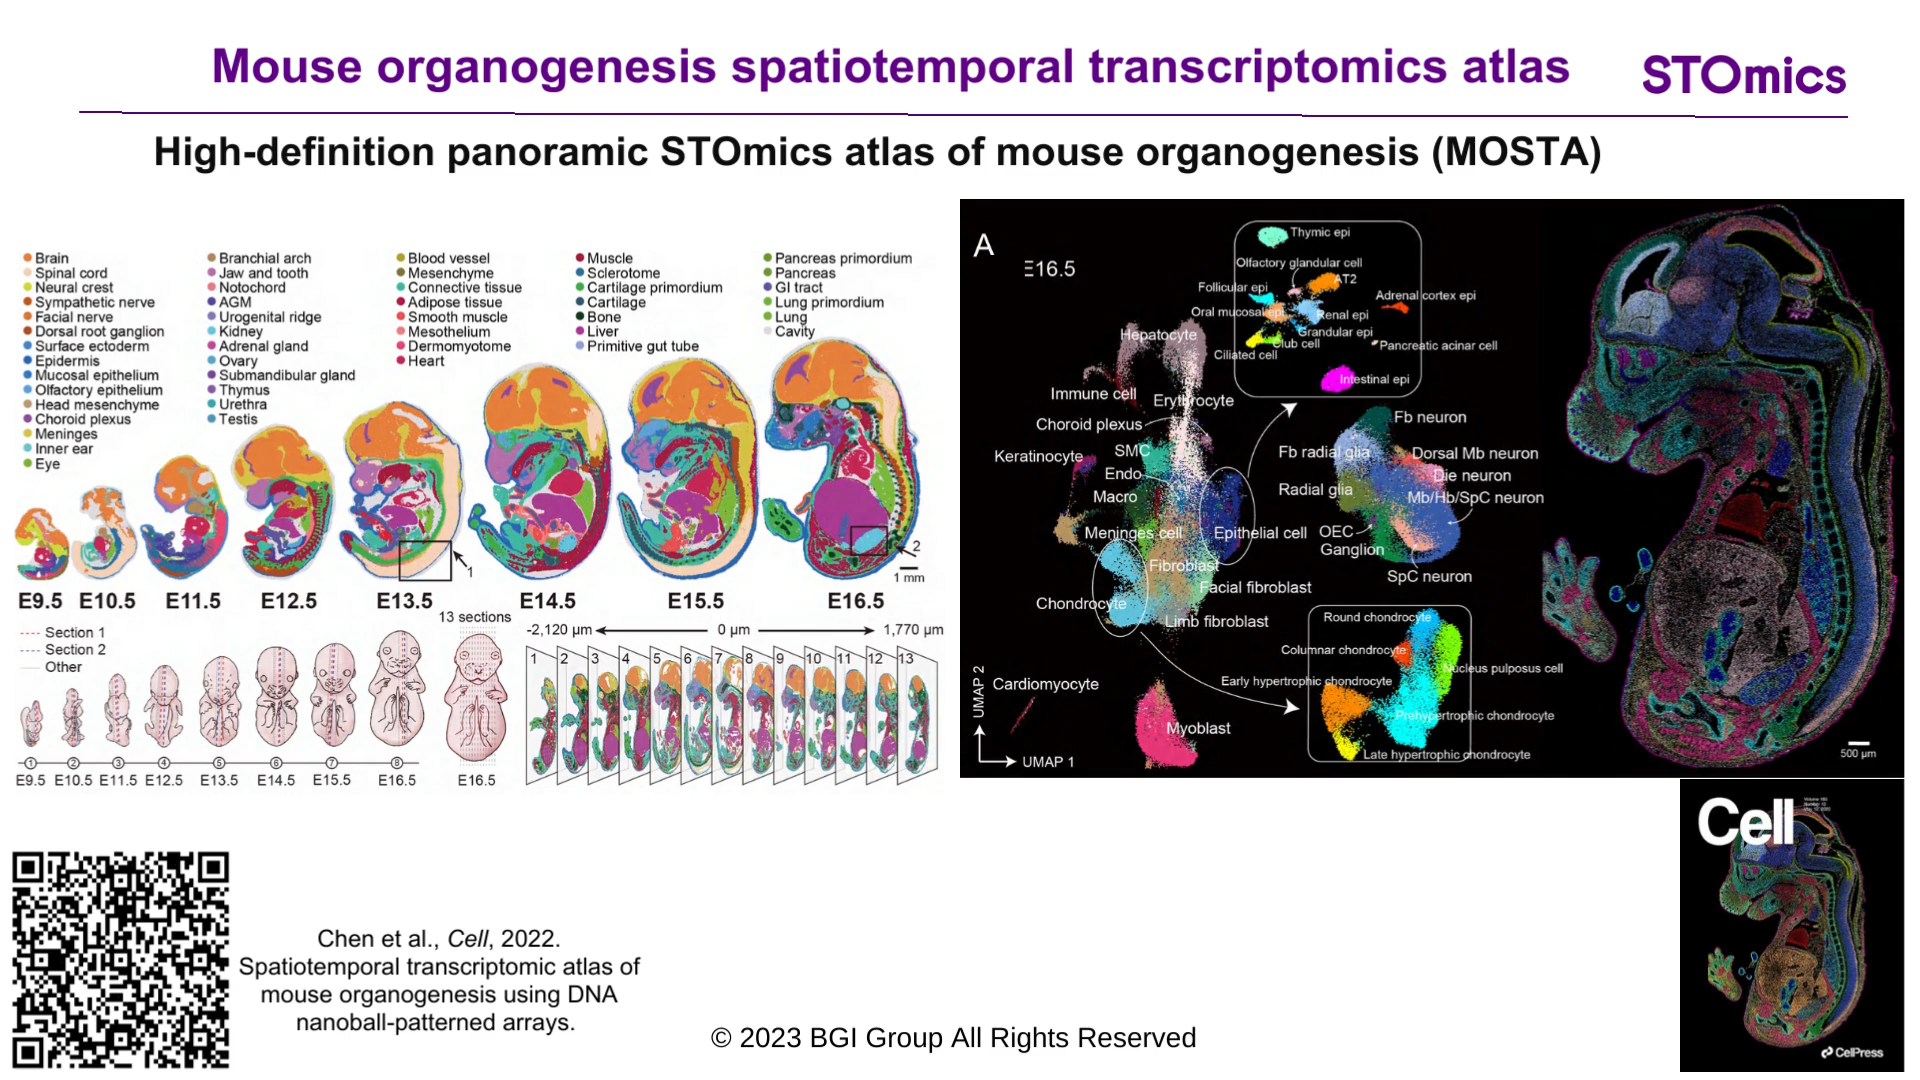 Mouse organogenesis spatiotemporal transcriptomics atlas
STOmics
High-definition panoramic STOmics atlas of mouse organogenesis (MOSTA)
Brain
Spinal cord
Neural crest
Sympathetic nerve
Facial nerve
Dorsal root ganglion
Surface ectoderm
Epidermis
Mucosal epithelium
Olfactory epithelium
Head mesenchyme
Choroid plexus
Meninges
Inner ear
Eye
Branchial arch
Jaw and tooth
Notochord
AGM
Urogenital ridge
Kidney
Adrenal gland
Ovary
Submandibular gland
Thymus
Urethra
Testis
Blood vessel
Mesenchyme
Connective tissue
Adipose tissue
Smooth muscle
Mesothelium
Dermomyotome
Heart
Muscle
Sclerotome
Cartilage primordium
Cartilage
Bone
Liver
Primitive gut tube
Pancreas primordium
Pancreas
GI tract
Lung primordium
Lung
Cavity
1
2
1 mm
E9.5 E10.5 E11.5 E12.5 E13.5 E14.5 E15.5 E16.5
Section 1
Section 2
Other
13 sections
-2,120 µm 0 µm 1,770 µm
1 2 3 4 5 6 7 8 9 10 11 12 13
1 2 3 4 5 6 7 8
E9.5 E10.5 E11.5 E12.5 E13.5 E14.5 E15.5 E16.5 E16.5
A
E16.5
Thymic epi
Olfactory glandular cell
AT2
Follicular epi
Adrenal cortex epi
Oral mucosal epi
Renal epi
Grandular epi
Club cell
Pancreatic acinar cell
Ciliated cell
Intestinal epi
Hepatocyte
Immune cell
Erythrocyte
Choroid plexus
SMC
Keratinocyte
Endo
Macro
Meninges cell
Epithelial cell
Fibroblast
Facial fibroblast
Chondrocyte
Limb fibroblast
Cardiomyocyte
Myoblast
UMAP 2
UMAP 1
Fb neuron
Fb radial glia
Dorsal Mb neuron
Die neuron
Radial glia
Mb/Hb/SpC neuron
OEC
Ganglion
SpC neuron
Round chondrocyte
Columnar chondrocyte
Nucleus pulposus cell
Early hypertrophic chondrocyte
Prehypertrophic chondrocyte
Late hypertrophic chondrocyte
500 µm
Cell
CellPress
Chen et al., Cell, 2022.
Spatiotemporal transcriptomic atlas of
mouse organogenesis using DNA
nanoball-patterned arrays.
© 2023 BGI Group All Rights Reserved